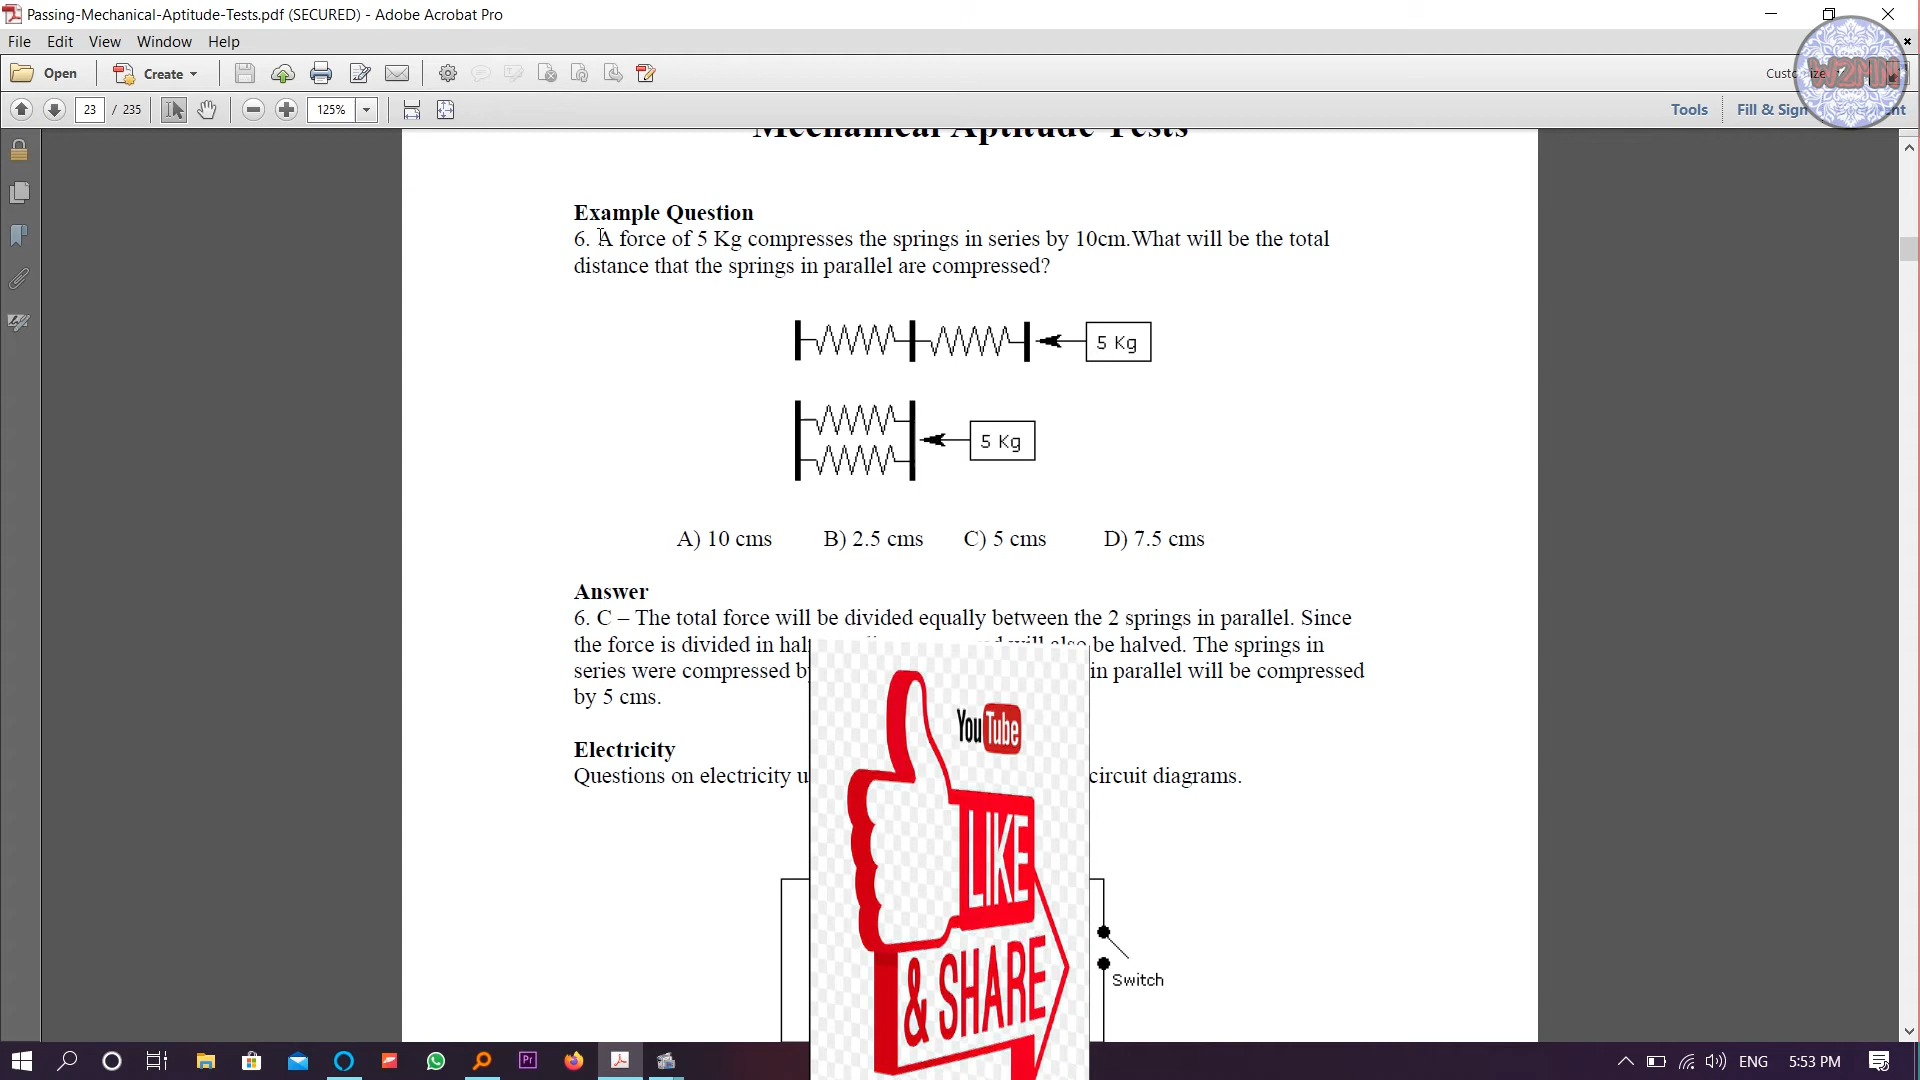 Passing-Mechanical-Aptitude-Tests.pdf (SECURED) - Adobe Acrobat Pro
File Edit View Window Help
Open Create Customize
W2MN
23 / 235 125% Tools Fill & Sign
Mechanical Aptitude Tests
Example Question
6. A force of 5 Kg compresses the springs in series by 10cm.What will be the total
distance that the springs in parallel are compressed?
5 Kg
5 Kg
A) 10 cms B) 2.5 cms C) 5 cms D) 7.5 cms
Answer
6. C – The total force will be divided equally between the 2 springs in parallel. Since
the force is divided in will also be halved. The springs in
series were compressed in parallel will be compressed
by 5 cms.
Electricity
Questions on electricity circuit diagrams.
YouTube
LIKE
& SHARE
Switch
Pr
ENG 5:53 PM